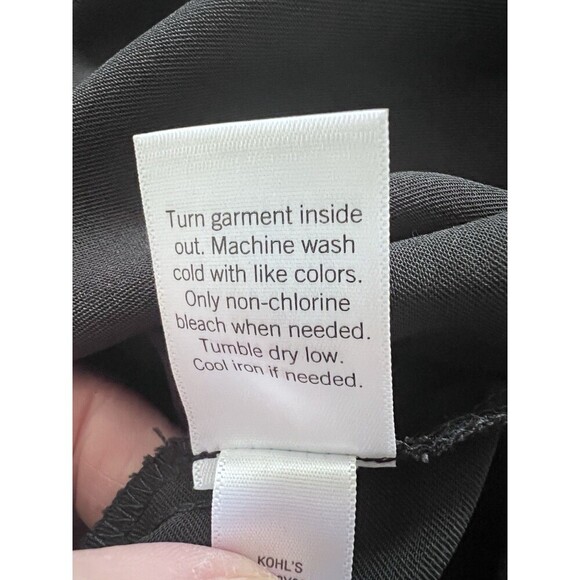 Turn garment inside
out. Machine wash
cold with like colors.
Only non-chlorine
bleach when needed.
Tumble dry low.
Cool iron if needed.
KOHL'S